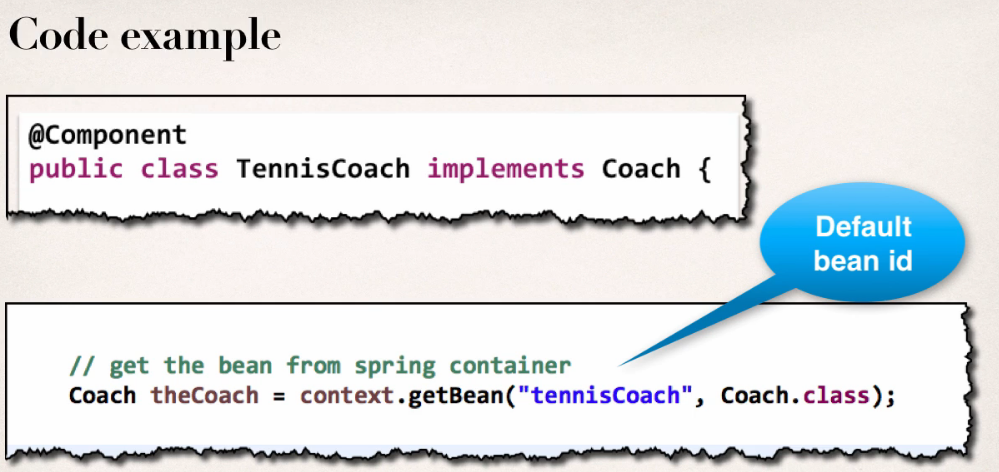 Code example
@Component
public class TennisCoach implements Coach {
Default
bean id
// get the bean from spring container
Coach theCoach = context.getBean("tennisCoach", Coach.class);